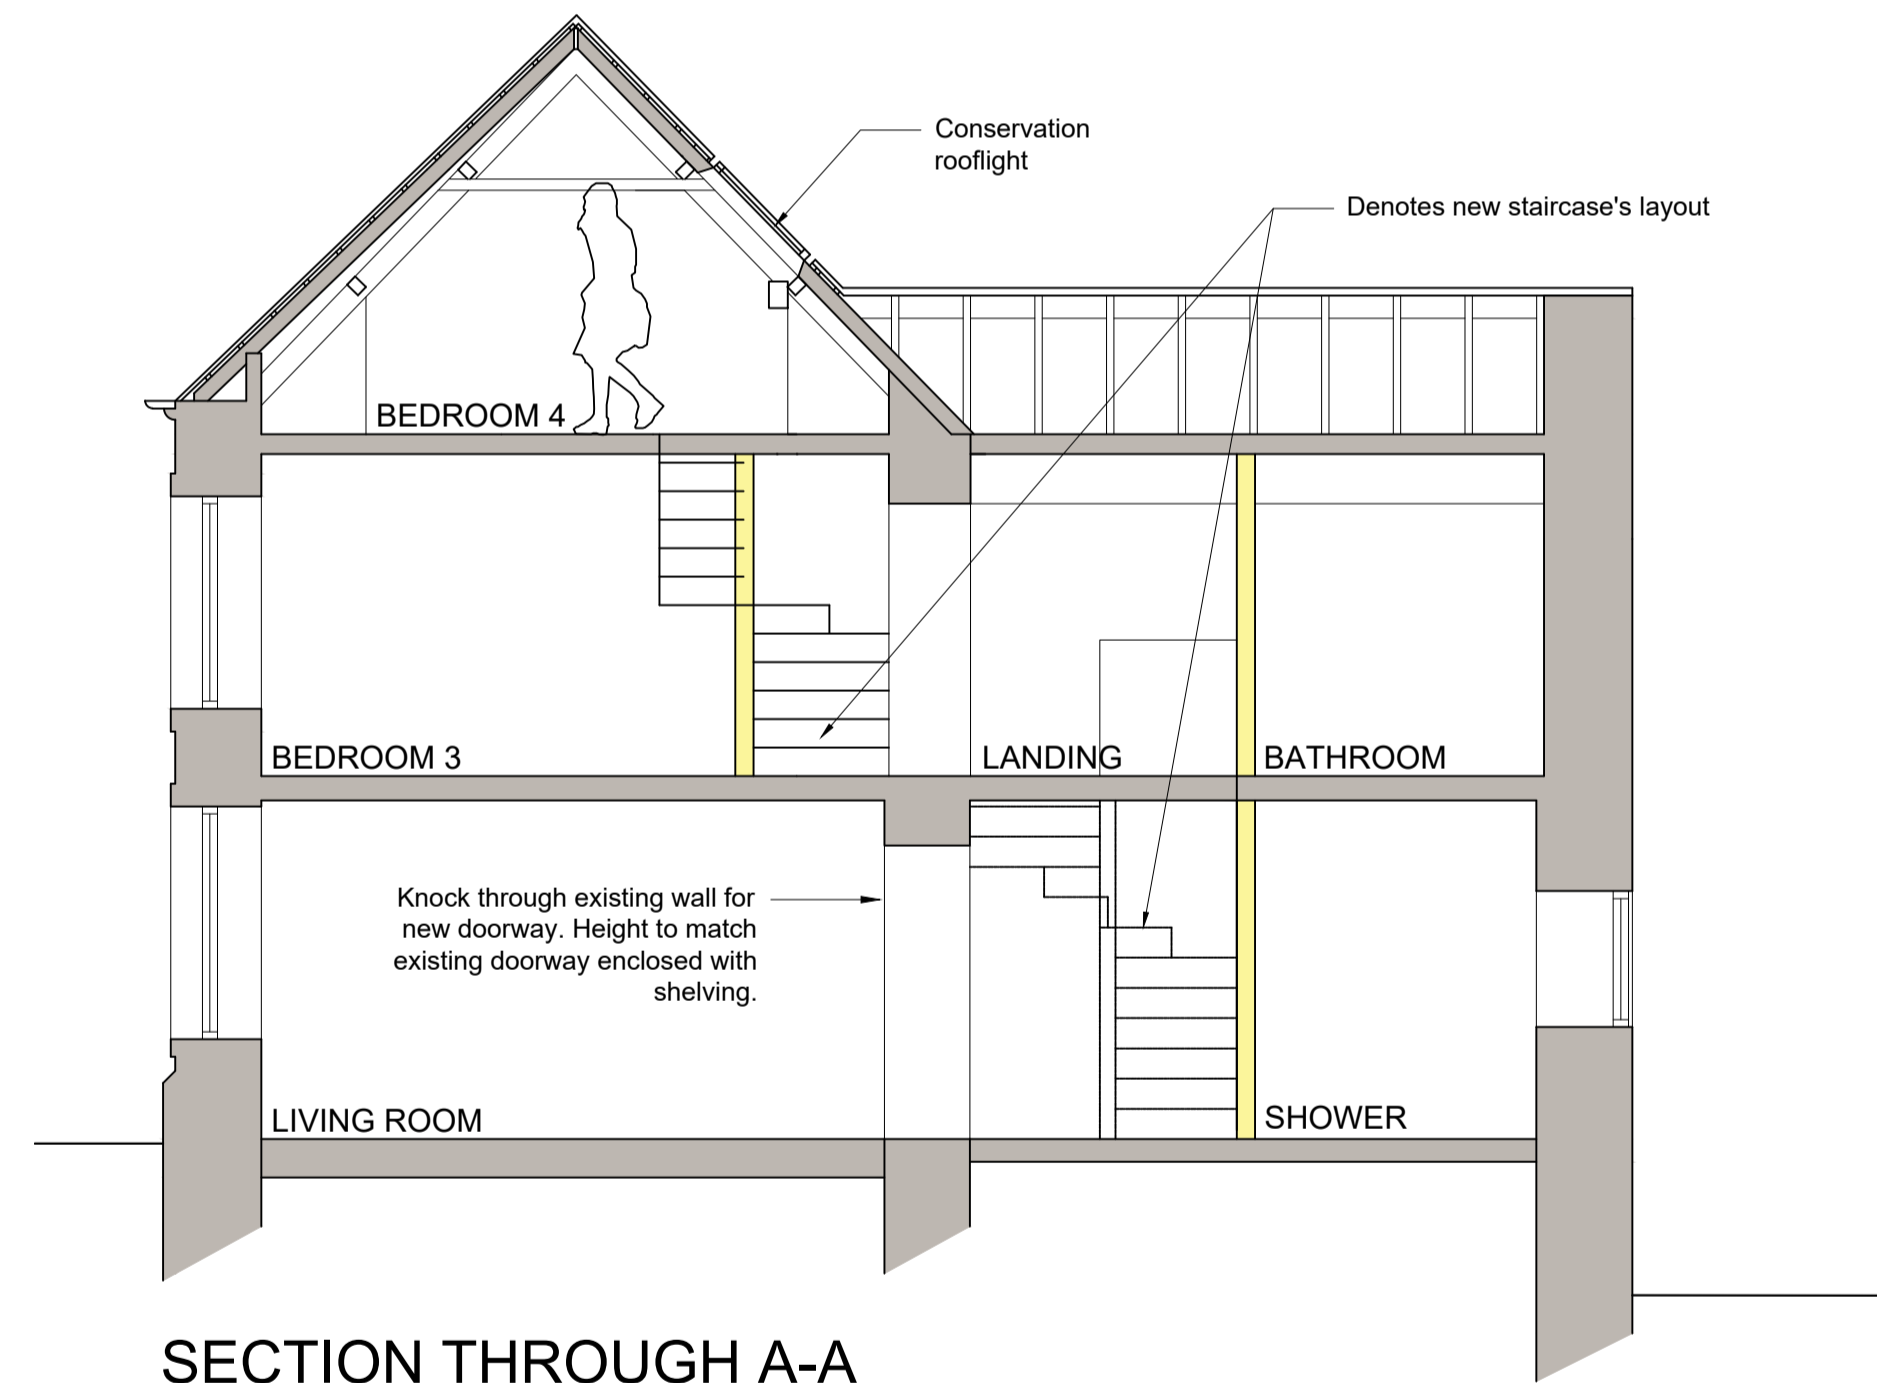 Conservation
rooflight
Denotes new staircase's layout
BEDROOM 4
BEDROOM 3
LANDING
BATHROOM
Knock through existing wall for
new doorway. Height to match
existing doorway enclosed with
shelving.
LIVING ROOM
SHOWER
SECTION THROUGH A-A